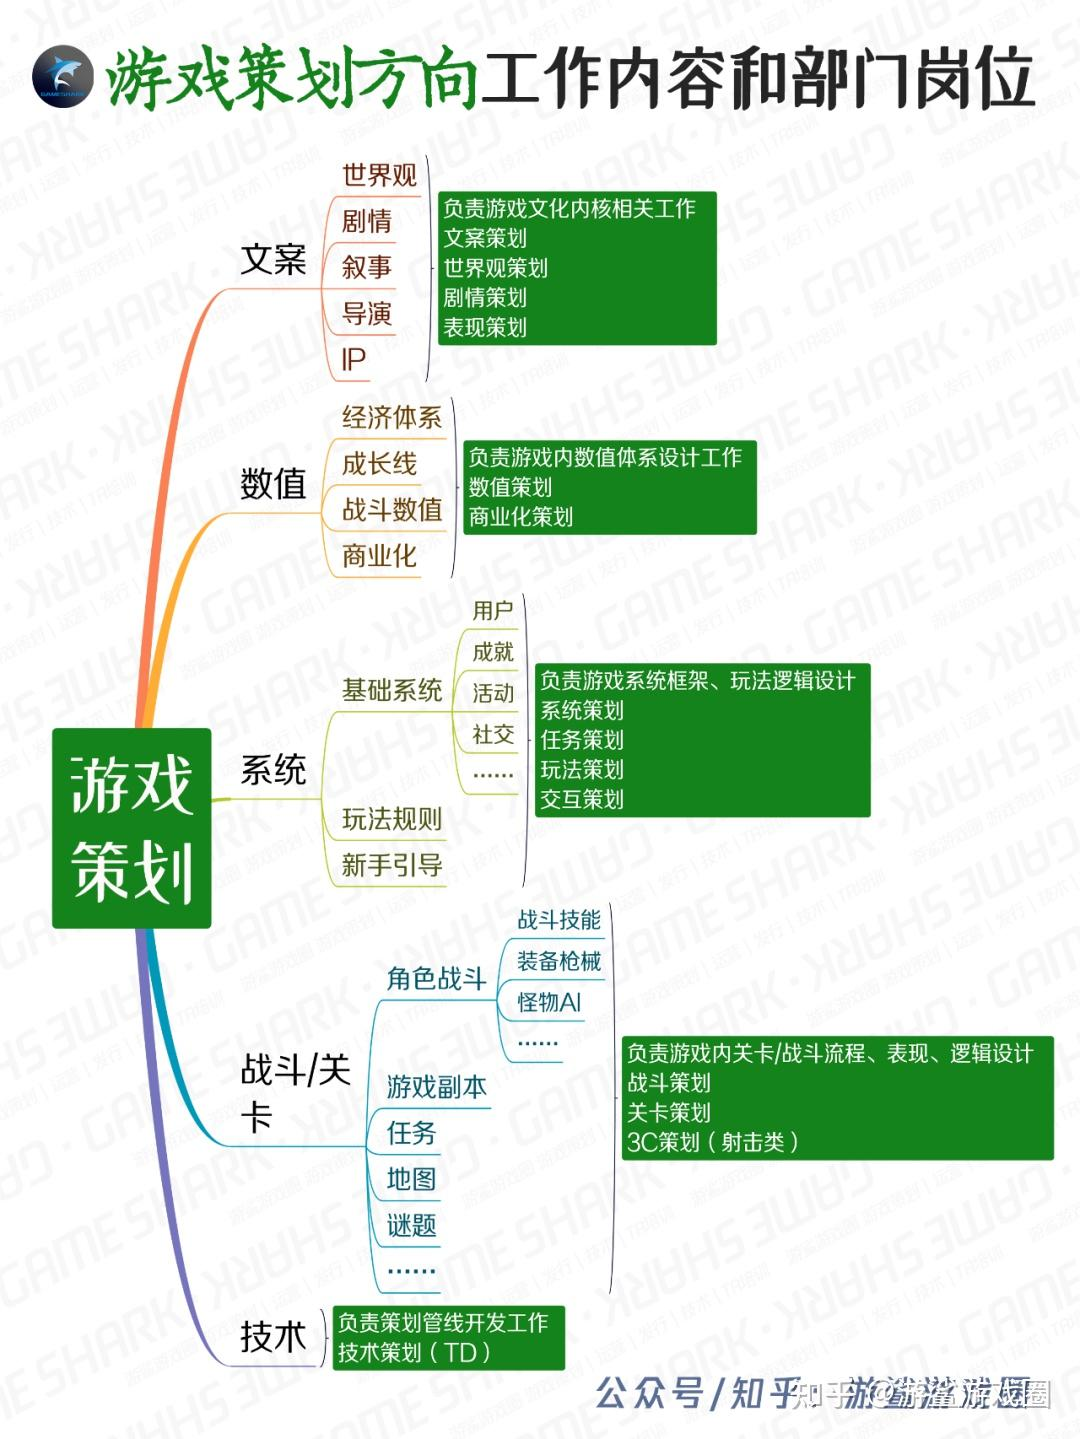 游戏策划方向工作内容和部门岗位
GAMESHARK
游戏
策划
文案
世界观
剧情
叙事
导演
IP
负责游戏文化内核相关工作
文案策划
世界观策划
剧情策划
表现策划
数值
经济体系
成长线
战斗数值
商业化
负责游戏内数值体系设计工作
数值策划
商业化策划
系统
基础系统
用户
成就
活动
社交
······
玩法规则
新手引导
负责游戏系统框架、玩法逻辑设计
系统策划
任务策划
玩法策划
交互策划
战斗/关
卡
角色战斗
战斗技能
装备枪械
怪物AI
······
游戏副本
任务
地图
谜题
······
负责游戏内关卡/战斗流程、表现、逻辑设计
战斗策划
关卡策划
3C策划（射击类）
技术
负责策划管线开发工作
技术策划（TD）
公众号/知乎：游鲨游戏圈
知乎 @游鲨游戏圈